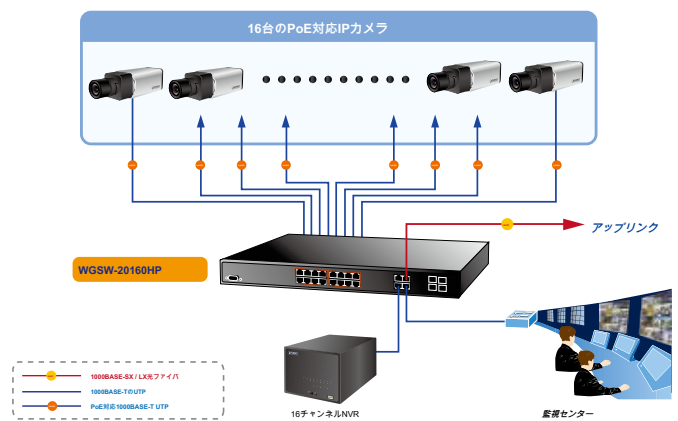 16台のPoE対応IPカメラ
アップリンク
WGSW-20160HP
1000BASE-SX / LX光ファイバ
1000BASE-TのUTP
PoE対応1000BASE-T UTP
16チャンネルNVR
監視センター